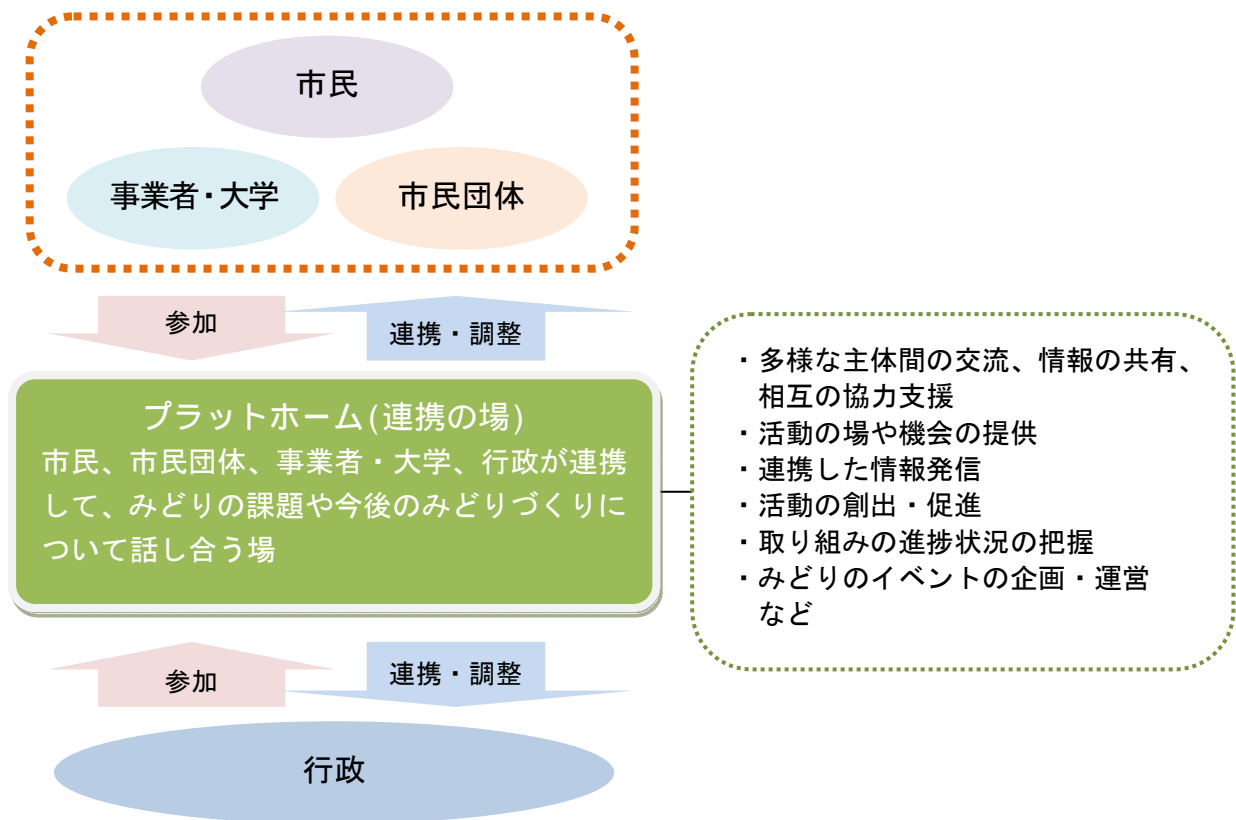 市民
事業者・大学
市民団体
参加
連携・調整
プラットホーム(連携の場)
市民、市民団体、事業者・大学、行政が連携
して、みどりの課題や今後のみどりづくりに
ついて話し合う場
・多様な主体間の交流、情報の共有、
相互の協力支援
・活動の場や機会の提供
・連携した情報発信
・活動の創出・促進
・取り組みの進捗状況の把握
・みどりのイベントの企画・運営
など
参加
連携・調整
行政